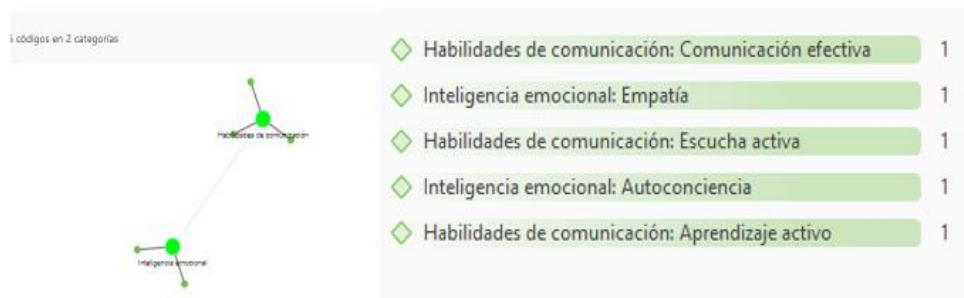 códigos en 2 categorías
Habilidades de comunicación
Inteligencia emocional
Habilidades de comunicación: Comunicación efectiva 1
Inteligencia emocional: Empatía 1
Habilidades de comunicación: Escucha activa 1
Inteligencia emocional: Autoconciencia 1
Habilidades de comunicación: Aprendizaje activo 1